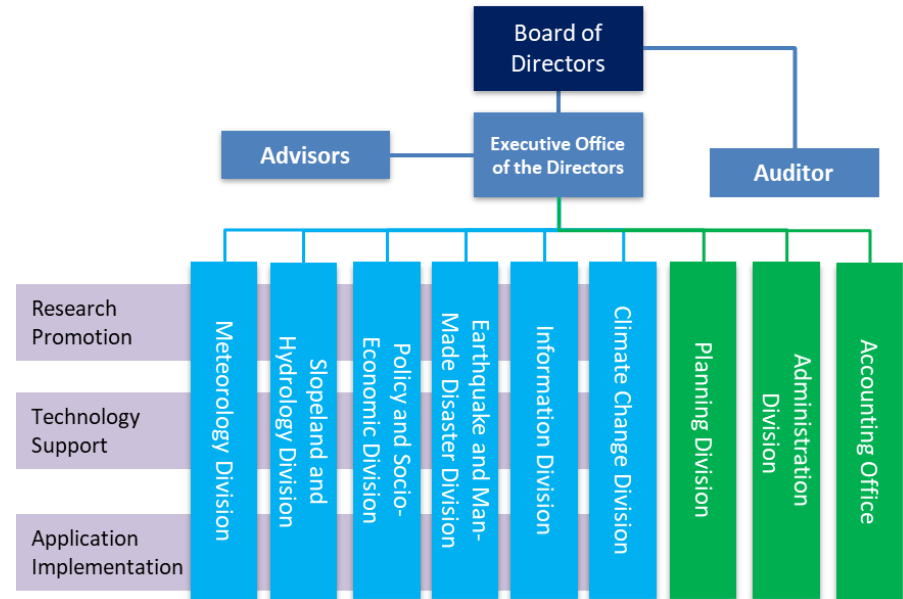 Board of
Directors
Executive Office
of the Directors
Advisors
Auditor
Research
Promotion
Technology
Support
Application
Implementation
Meteorology Division
Slopeland and
Hydrology Division
Policy and Socio-
Economic Division
Earthquake and Man-
Made Disaster Division
Information Division
Climate Change Division
Planning Division
Administration
Division
Accounting Office